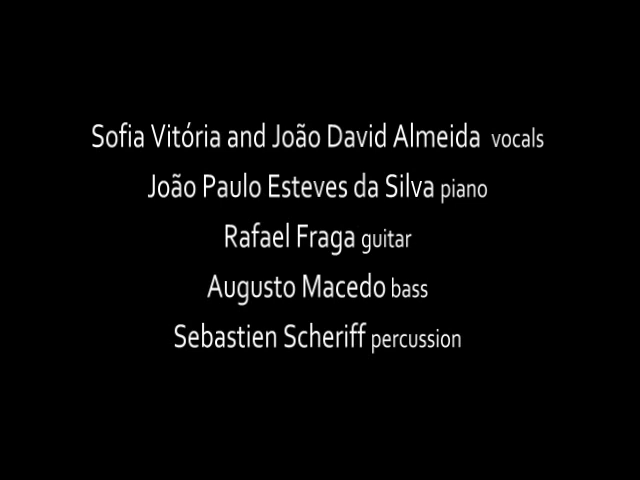 Sofia Vitória and João David Almeida vocals
João Paulo Esteves da Silva piano
Rafael Fraga guitar
Augusto Macedo bass
Sebastien Scheriff percussion